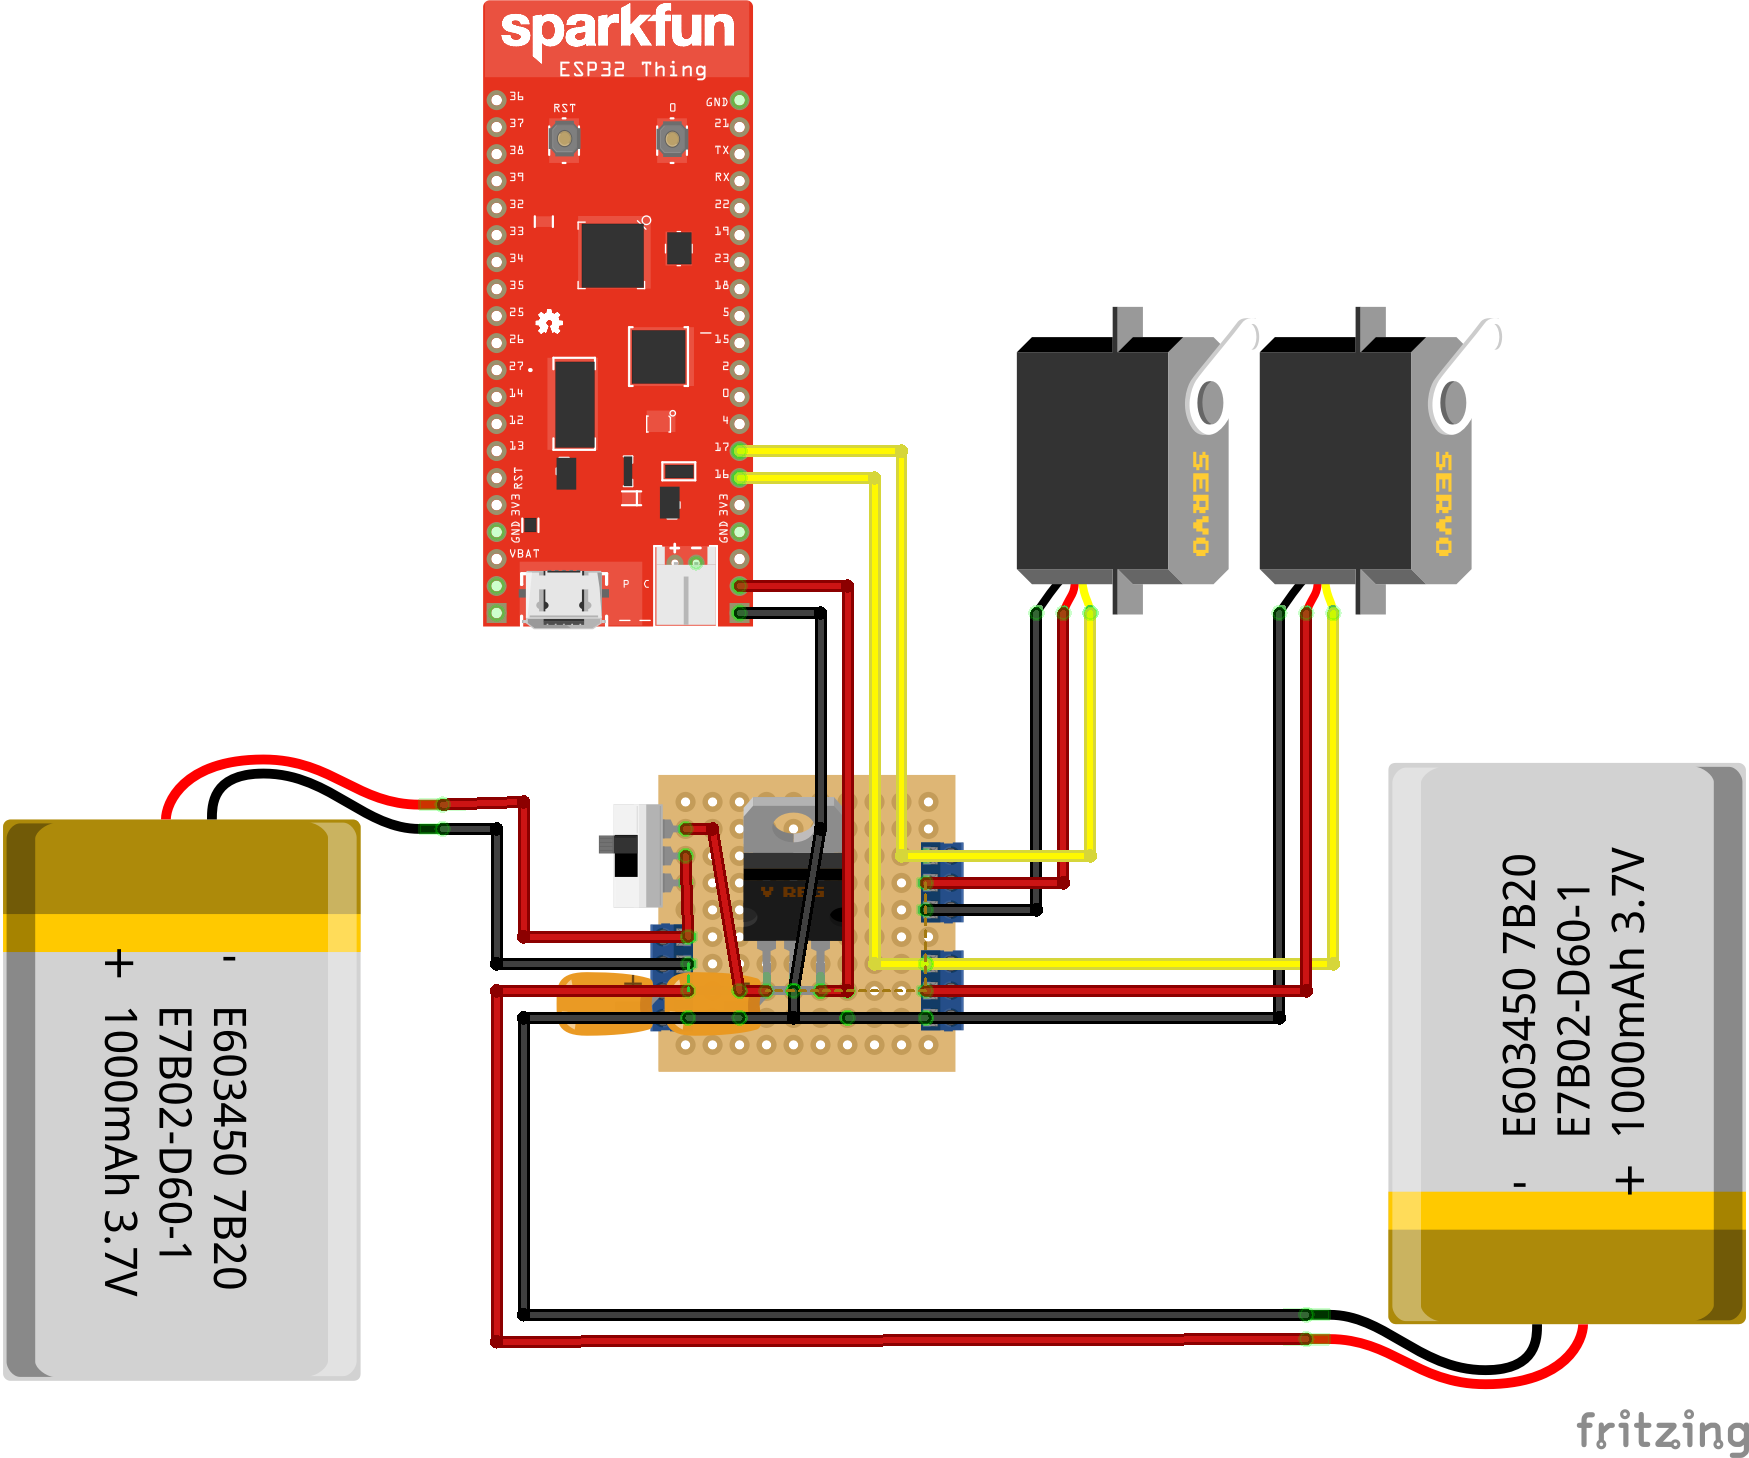 sparkfun
ESP32 Thing
36
37
38
39
32
33
34
35
25
26
27
14
12
13
RST
3V3
GND
VBAT
RST
0
GND
21
TX
RX
22
19
23
18
5
15
2
0
4
17
16
3V3
GND
+ -
P C
SERVO
SERVO
V REG
+
- E603450 7B20
E7B02-D60-1
+ 1000mAh 3.7V
- E603450 7B20
E7B02-D60-1
+ 1000mAh 3.7V
fritzing